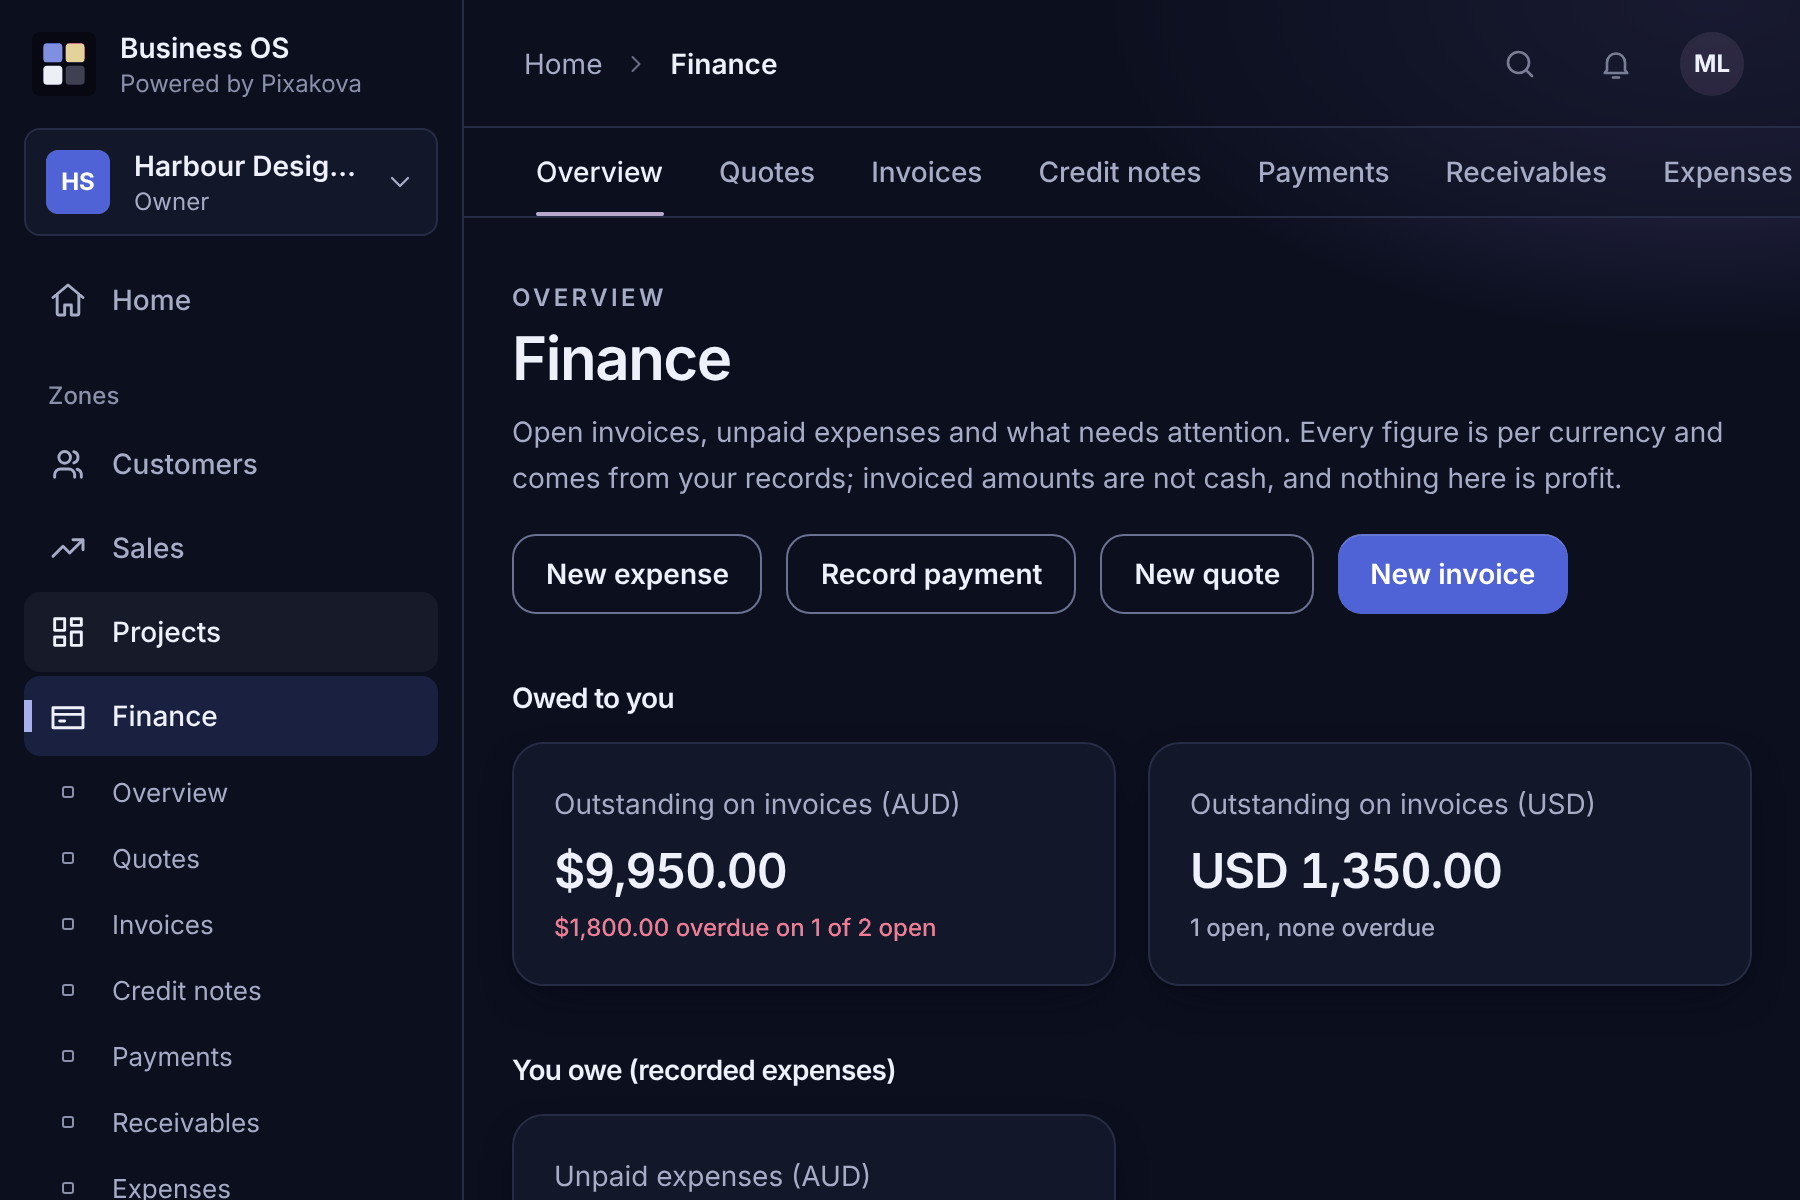 Business OS
Powered by Pixakova
HS
Harbour Desig...
Owner
Home
Zones
Customers
Sales
Projects
Finance
Overview
Quotes
Invoices
Credit notes
Payments
Receivables
Expenses
Home > Finance
ML
Overview Quotes Invoices Credit notes Payments Receivables Expenses
OVERVIEW
Finance
Open invoices, unpaid expenses and what needs attention. Every figure is per currency and
comes from your records; invoiced amounts are not cash, and nothing here is profit.
New expense Record payment New quote New invoice
Owed to you
Outstanding on invoices (AUD)
$9,950.00
$1,800.00 overdue on 1 of 2 open
Outstanding on invoices (USD)
USD 1,350.00
1 open, none overdue
You owe (recorded expenses)
Unpaid expenses (AUD)